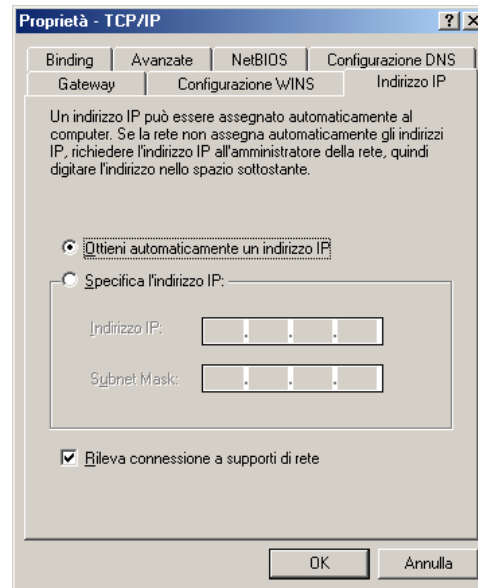 Proprietà - TCP/IP
Binding Avanzate NetBIOS Configurazione DNS
Gateway Configurazione WINS Indirizzo IP
Un indirizzo IP può essere assegnato automaticamente al
computer. Se la rete non assegna automaticamente gli indirizzi
IP, richiedere l'indirizzo IP all'amministratore della rete, quindi
digitare l'indirizzo nello spazio sottostante.
Ottieni automaticamente un indirizzo IP
Specifica l'indirizzo IP:
Indirizzo IP:
Subnet Mask:
Rileva connessione a supporti di rete
OK Annulla